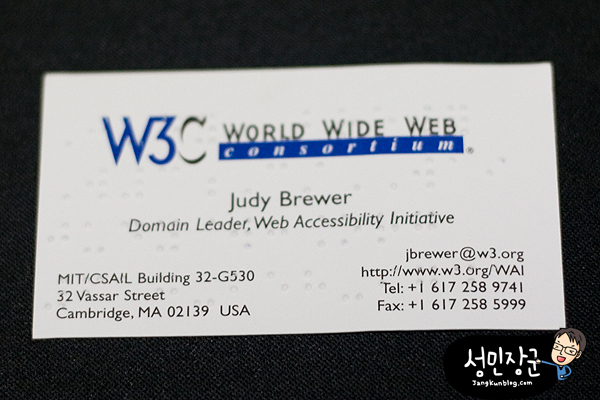 W3C WORLD WIDE WEB
consortium ®
Judy Brewer
Domain Leader, Web Accessibility Initiative
jbrewer@w3.org
http://www.w3.org/WAI
Tel: +1 617 258 9741
Fax: +1 617 258 5999
MIT/CSAIL Building 32-G530
32 Vassar Street
Cambridge, MA 02139 USA
성민장군
JangKunblog.com